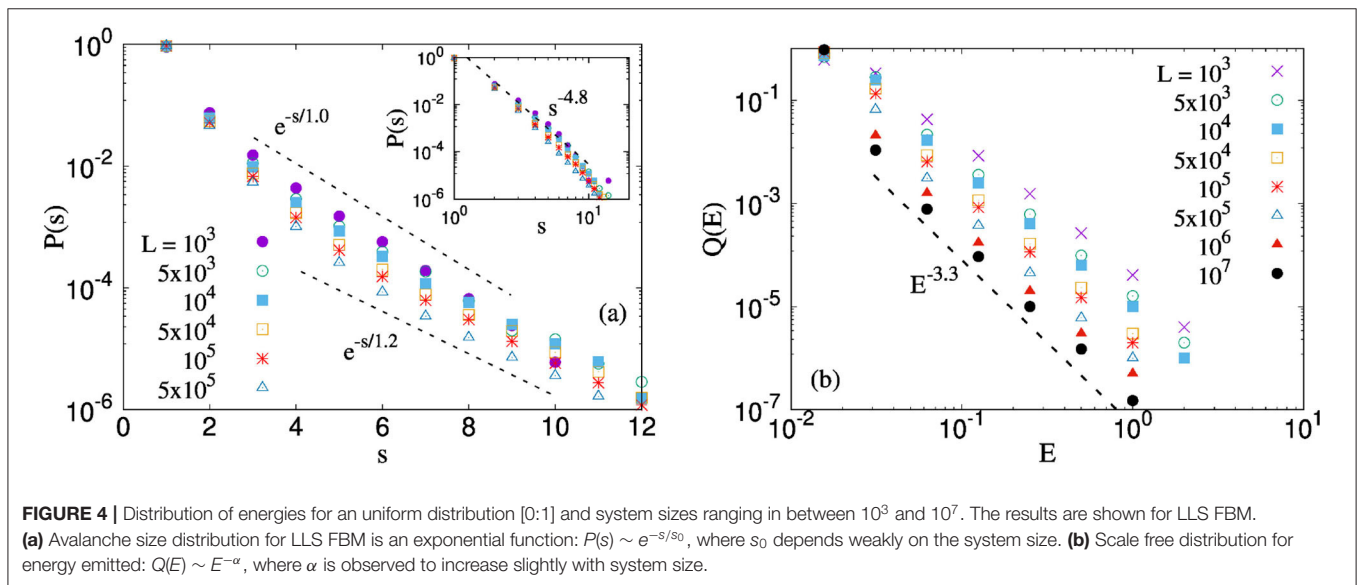 10^0
10^-2
10^-4
10^-6
P(s)
0
2
4
6
8
10
12
s
e^-s/1.0
e^-s/1.2
(a)
L = 10^3
5x10^3
10^4
5x10^4
10^5
5x10^5
10^0
10^-2
10^-4
10^-6
P(s)
10^0
10^1
s
s^-4.8
10^-1
10^-3
10^-5
10^-7
Q(E)
10^-2
10^-1
10^0
10^1
E
E^-3.3
(b)
L = 10^3
5x10^3
10^4
5x10^4
10^5
5x10^5
10^6
10^7
FIGURE 4 | Distribution of energies for an uniform distribution [0:1] and system sizes ranging in between 10^3 and 10^7. The results are shown for LLS FBM.
(a) Avalanche size distribution for LLS FBM is an exponential function: P(s) ∼ e^-s/s_0, where s_0 depends weakly on the system size. (b) Scale free distribution for
energy emitted: Q(E) ∼ E^-α, where α is observed to increase slightly with system size.